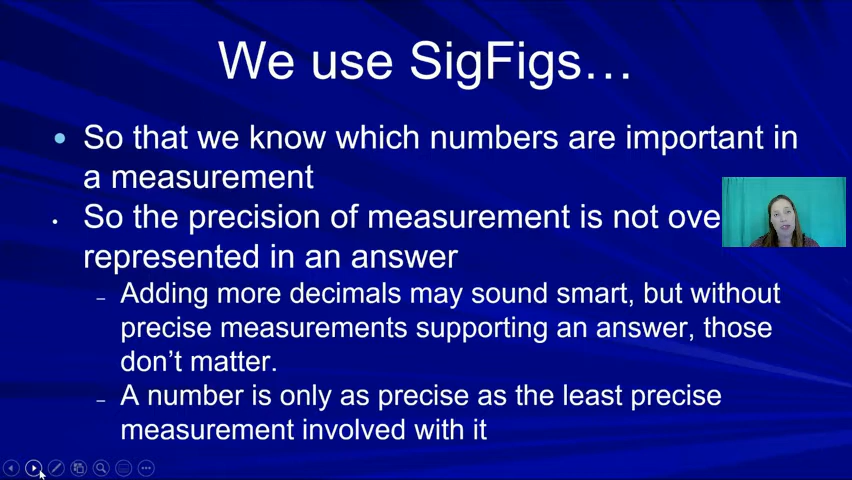 We use SigFigs…
• So that we know which numbers are important in
a measurement
• So the precision of measurement is not ove
represented in an answer
– Adding more decimals may sound smart, but without
precise measurements supporting an answer, those
don't matter.
– A number is only as precise as the least precise
measurement involved with it